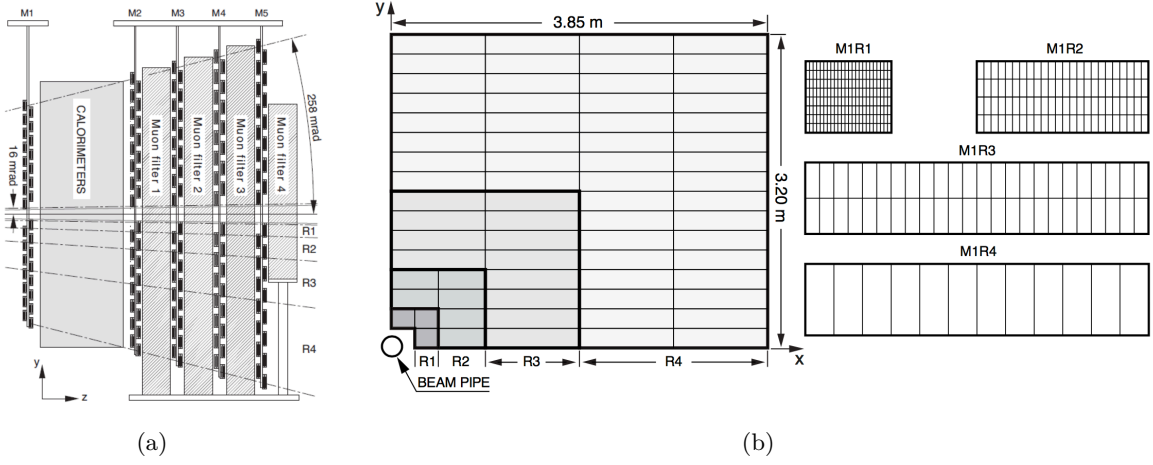 M1
M2
M3
M4
M5
CALORIMETERS
Muon filter 1
Muon filter 2
Muon filter 3
Muon filter 4
258 mrad
16 mrad
R1
R2
R3
R4
y
z
(a)
y
3.85 m
3.20 m
R1
R2
R3
R4
x
BEAM PIPE
M1R1
M1R2
M1R3
M1R4
(b)